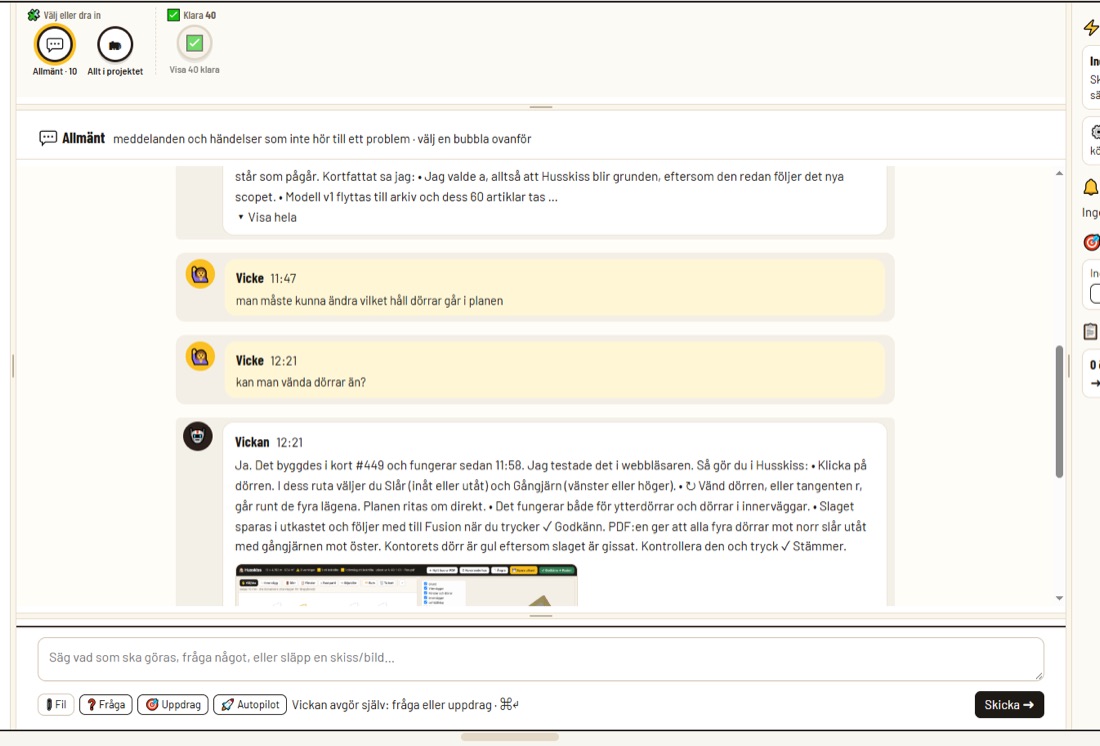 Välj eller dra in
Klara 40
Allmänt · 10
Allt i projektet
Visa 40 klara
Allmänt meddelanden och händelser som inte hör till ett problem · välj en bubbla ovanför
står som pågår. Kortfattat sa jag: • Jag valde a, alltså att Husskiss blir grunden, eftersom den redan följer det nya
scopet. • Modell v1 flyttas till arkiv och dess 60 artiklar tas ...
▾ Visa hela
Vicke 11:47
man måste kunna ändra vilket håll dörrar går i planen
Vicke 12:21
kan man vända dörrar än?
Vickan 12:21
Ja. Det byggdes i kort #449 och fungerar sedan 11:58. Jag testade det i webbläsaren. Så gör du i Husskiss: • Klicka på
dörren. I dess ruta väljer du Slår (inåt eller utåt) och Gångjärn (vänster eller höger). • ↻ Vänd dörren, eller tangenten r,
går runt de fyra lägena. Planen ritas om direkt. • Det fungerar både för ytterdörrar och dörrar i innerväggar. • Slaget
sparas i utkastet och följer med till Fusion när du trycker ✓ Godkänn. PDF:en ger att alla fyra dörrar mot norr slår utåt
med gångjärnen mot öster. Kontorets dörr är gul eftersom slaget är gissat. Kontrollera den och tryck ✓ Stämmer.
Säg vad som ska göras, fråga något, eller släpp en skiss/bild...
Fil
Fråga
Uppdrag
Autopilot
Vickan avgör själv: fråga eller uppdrag · ⌘↵
Skicka →